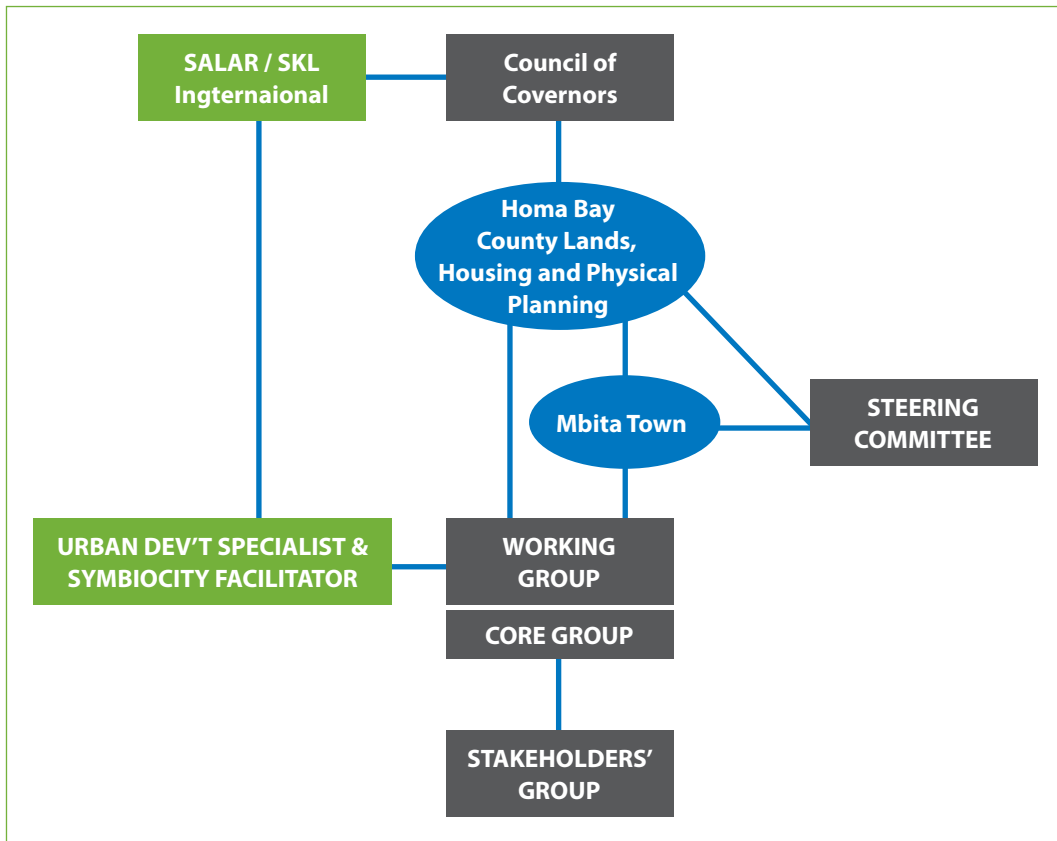 SALAR / SKL
Ingternaional
Council of
Covernors
Homa Bay
County Lands,
Housing and Physical
Planning
Mbita Town
STEERING
COMMITTEE
URBAN DEV’T SPECIALIST &
SYMBIOCITY FACILITATOR
WORKING
GROUP
CORE GROUP
STAKEHOLDERS’
GROUP